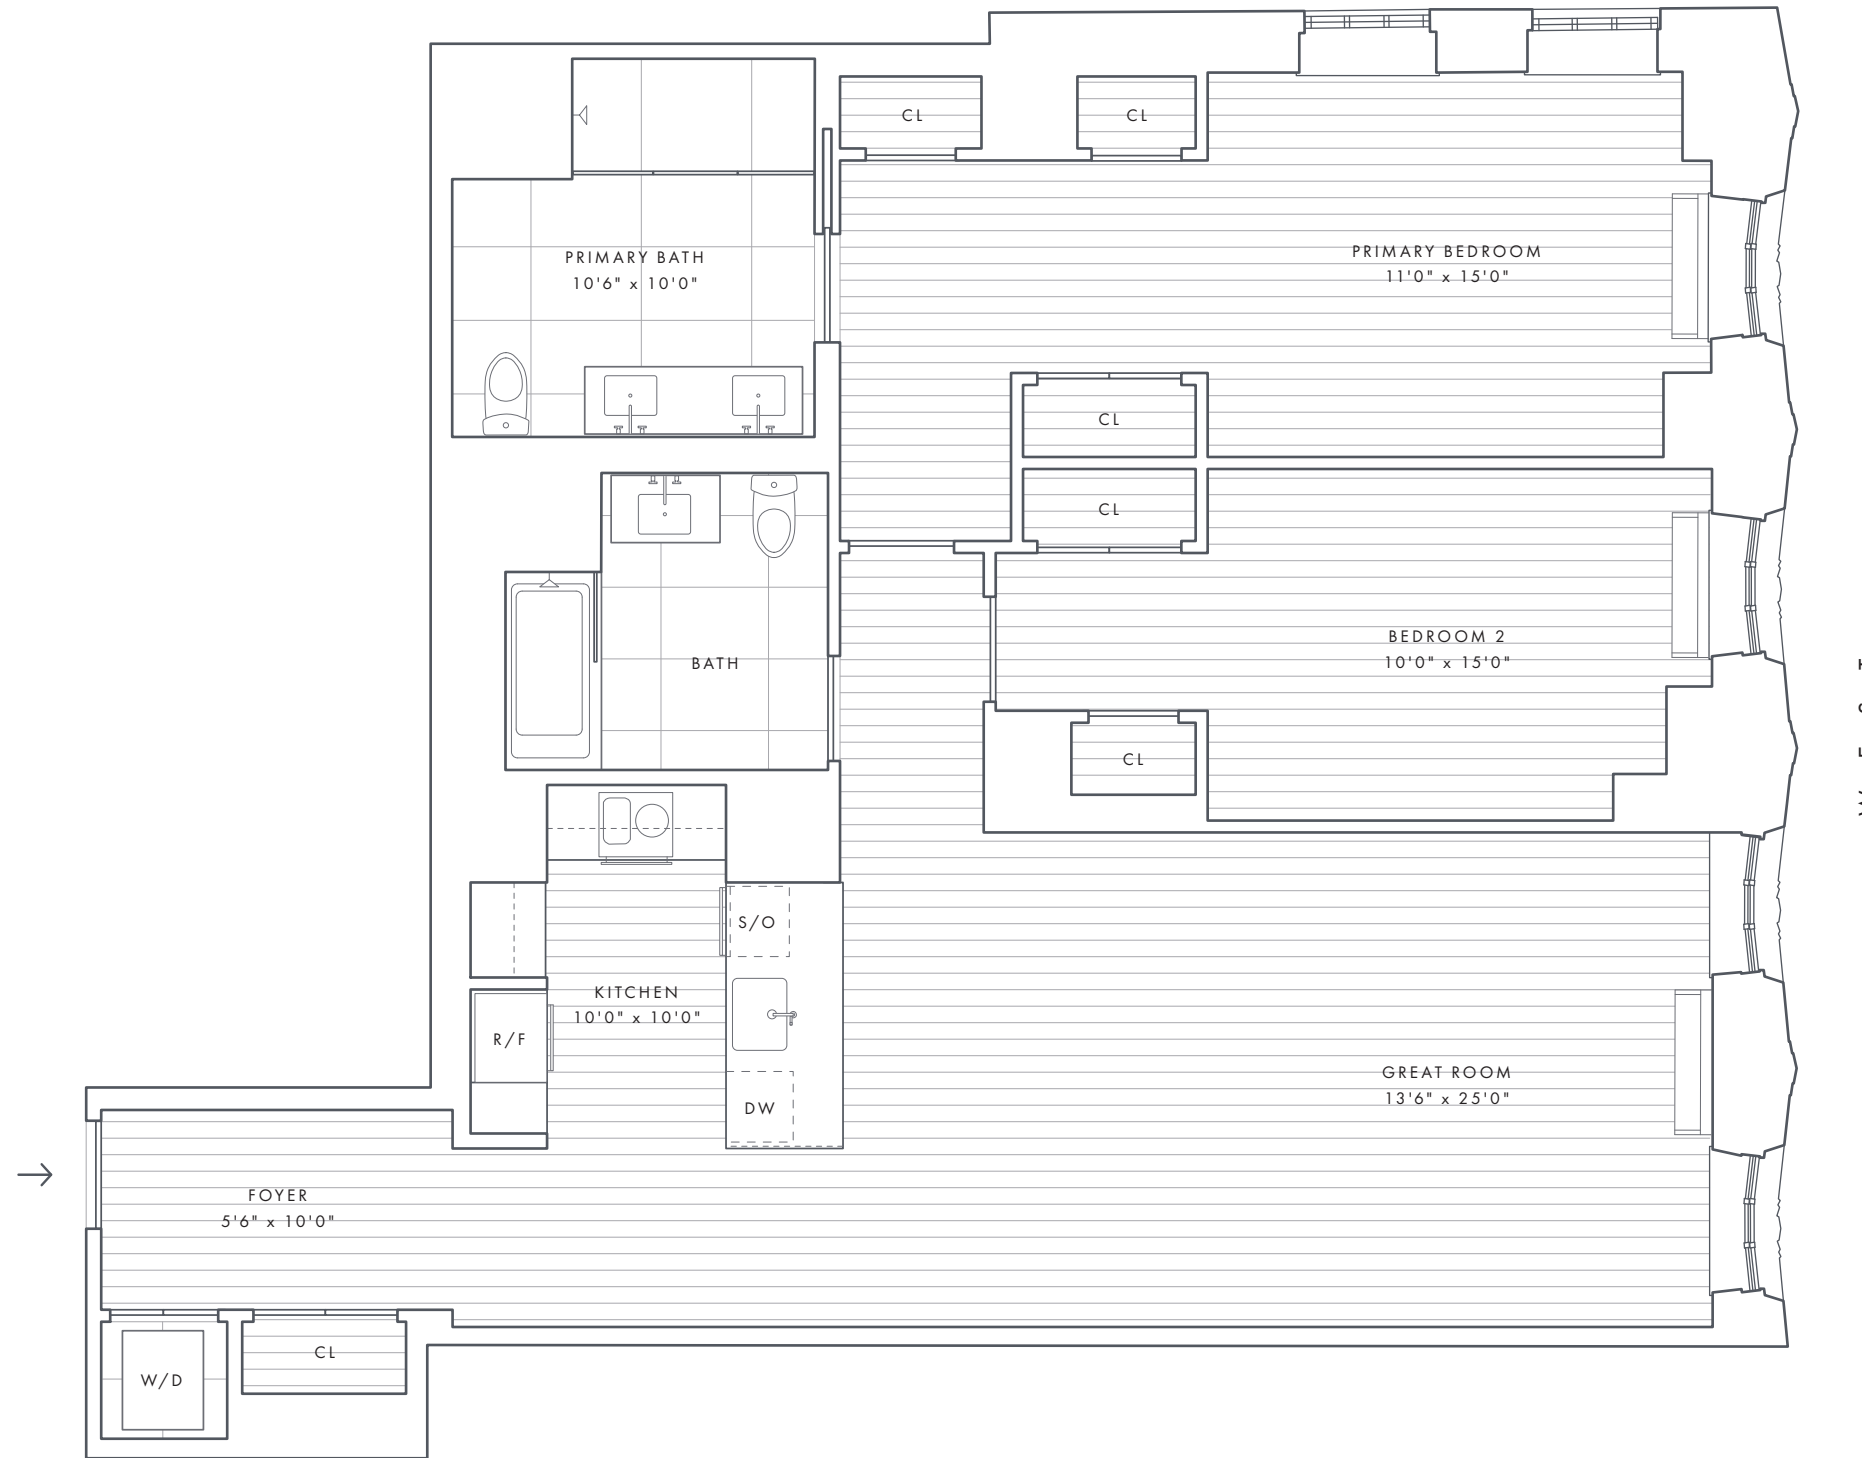 CL
CL
PRIMARY BATH
10'6" x 10'0"
PRIMARY BEDROOM
11'0" x 15'0"
CL
CL
BEDROOM 2
10'0" x 15'0"
BATH
CL
S/O
KITCHEN
10'0" x 10'0"
R/F
GREAT ROOM
13'6" x 25'0"
DW
FOYER
5'6" x 10'0"
CL
W/D